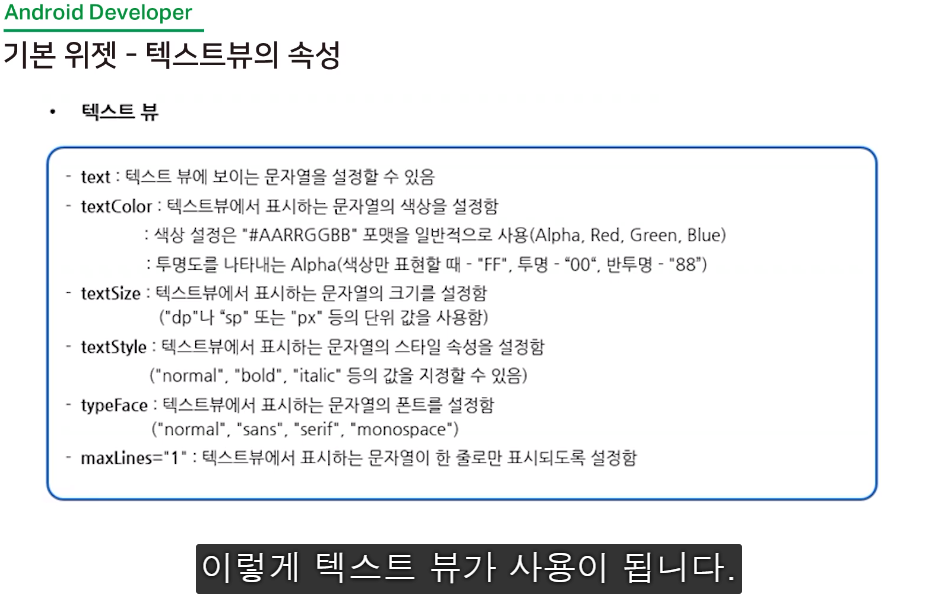 Android Developer
기본 위젯 - 텍스트뷰의 속성
• 텍스트 뷰
- text : 텍스트 뷰에 보이는 문자열을 설정할 수 있음
- textColor : 텍스트뷰에서 표시하는 문자열의 색상을 설정함
: 색상 설정은 "#AARRGGBB" 포맷을 일반적으로 사용(Alpha, Red, Green, Blue)
: 투명도를 나타내는 Alpha(색상만 표현할 때 - "FF", 투명 - “00“, 반투명 - "88”)
- textSize : 텍스트뷰에서 표시하는 문자열의 크기를 설정함
("dp"나 “sp" 또는 "px" 등의 단위 값을 사용함)
- textStyle : 텍스트뷰에서 표시하는 문자열의 스타일 속성을 설정함
("normal", "bold", "italic" 등의 값을 지정할 수 있음)
- typeFace : 텍스트뷰에서 표시하는 문자열의 폰트를 설정함
("normal", "sans", "serif", "monospace")
- maxLines="1" : 텍스트뷰에서 표시하는 문자열이 한 줄로만 표시되도록 설정함
이렇게 텍스트 뷰가 사용이 됩니다.